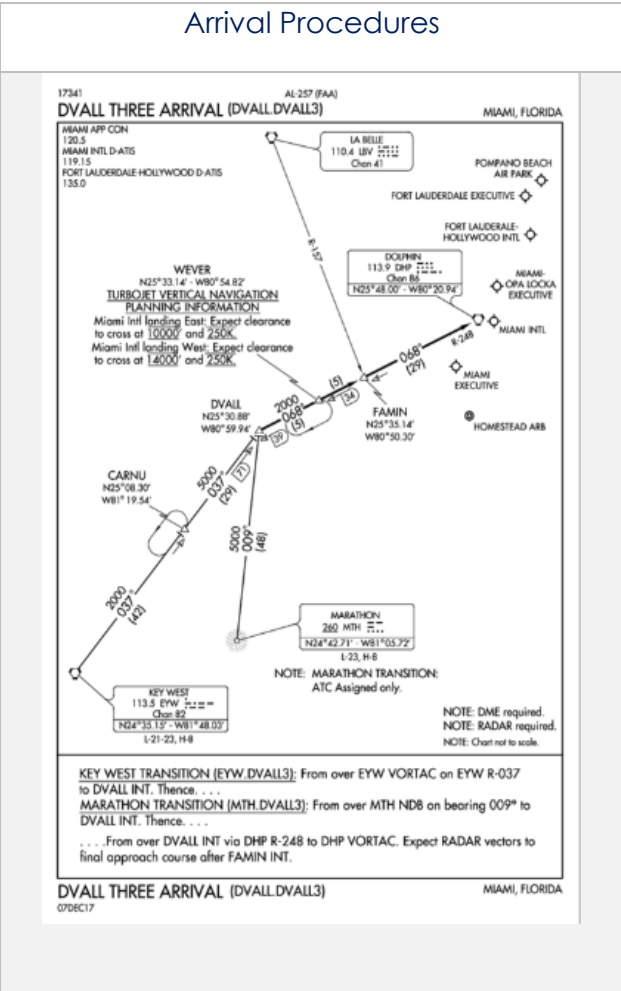 Arrival Procedures
17341
AL-257 (FAA)
DVALL THREE ARRIVAL (DVALL.DVALL3)
MIAMI, FLORIDA
MIAMI APP CON
120.5
MIAMI INTL D-ATIS
119.15
FORT LAUDERDALE-HOLLYWOOD D-ATIS
135.0
LA BELLE
110.4 LBV
Chan 41
POMPANO BEACH
AIR PARK
FORT LAUDERDALE EXECUTIVE
FORT LAUDERALE-
HOLLYWOOD INTL
R-157
DOLPHIN
113.9 DHP
Chan 86
N25°48.00' - W80°20.94'
MIAMI-
OPA LOCKA
EXECUTIVE
MIAMI INTL
R-248
MIAMI
EXECUTIVE
HOMESTEAD ARB
WEVER
N25°33.14' - W80°54.82'
TURBOJET VERTICAL NAVIGATION
PLANNING INFORMATION
Miami Intl landing East: Expect clearance
to cross at 10000' and 250K.
Miami Intl landing West: Expect clearance
to cross at 14000' and 250K.
068°
(29)
(5)
34
2000
068°
(5)
39
FAMIN
N25°35.14'
W80°50.30'
DVALL
N25°30.88'
W80°59.94'
71
5000
037°
(29)
CARNU
N25°08.30'
W81°19.54'
5000
009°
(48)
2000
037°
(42)
MARATHON
260 MTH
N24°42.71' - W81°05.72'
L-23, H-8
NOTE: MARATHON TRANSITION:
ATC Assigned only.
KEY WEST
113.5 EYW
Chan 82
N24°35.15' - W81°48.03'
L-21-23, H-8
NOTE: DME required.
NOTE: RADAR required.
NOTE: Chart not to scale.
KEY WEST TRANSITION (EYW.DVALL3): From over EYW VORTAC on EYW R-037
to DVALL INT. Thence. . . .
MARATHON TRANSITION (MTH.DVALL3): From over MTH NDB on bearing 009° to
DVALL INT. Thence. . . .
. . . .From over DVALL INT via DHP R-248 to DHP VORTAC. Expect RADAR vectors to
final approach course after FAMIN INT.
DVALL THREE ARRIVAL (DVALL.DVALL3)
MIAMI, FLORIDA
07DEC17